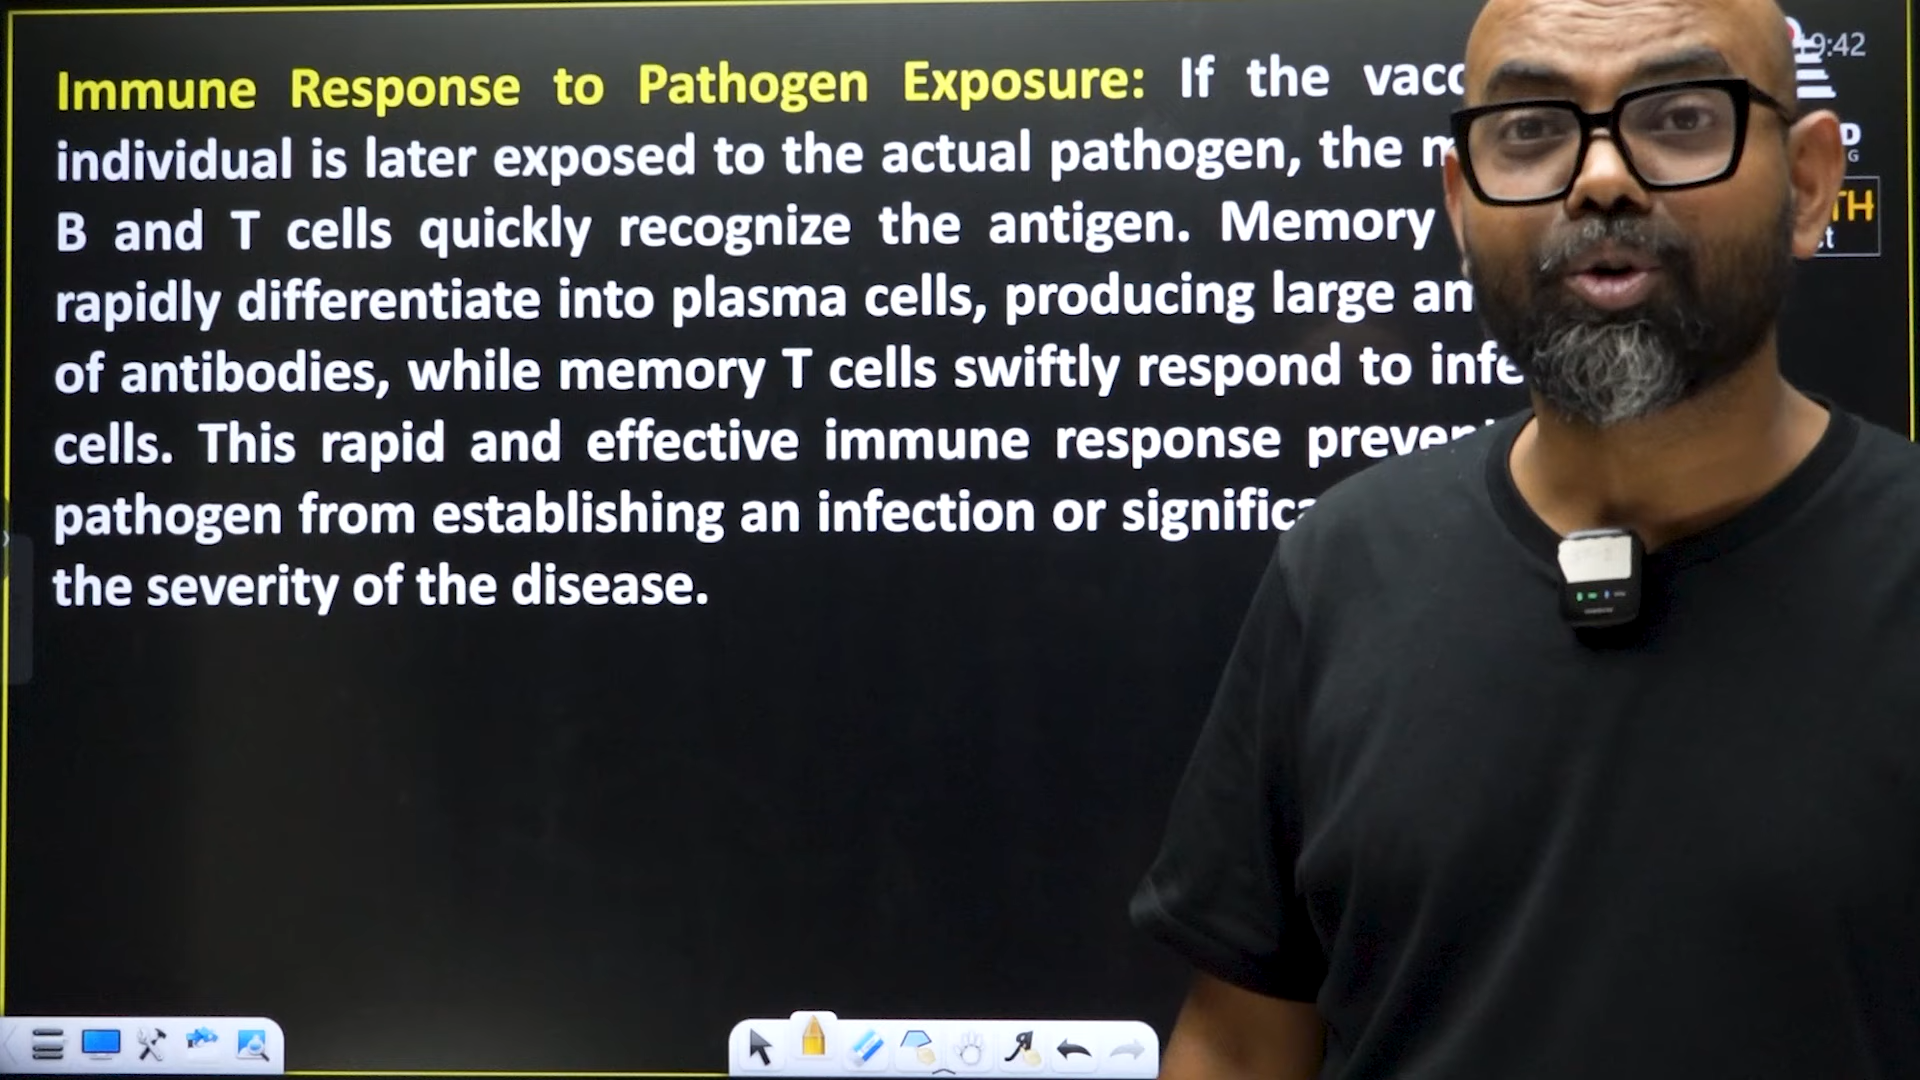 Immune Response to Pathogen Exposure: If the
individual is later exposed to the actual pathogen, the
B and T cells quickly recognize the antigen. Memory
rapidly differentiate into plasma cells, producing large
of antibodies, while memory T cells swiftly respond to
cells. This rapid and effective immune response
pathogen from establishing an infection or
the severity of the disease.
9:42